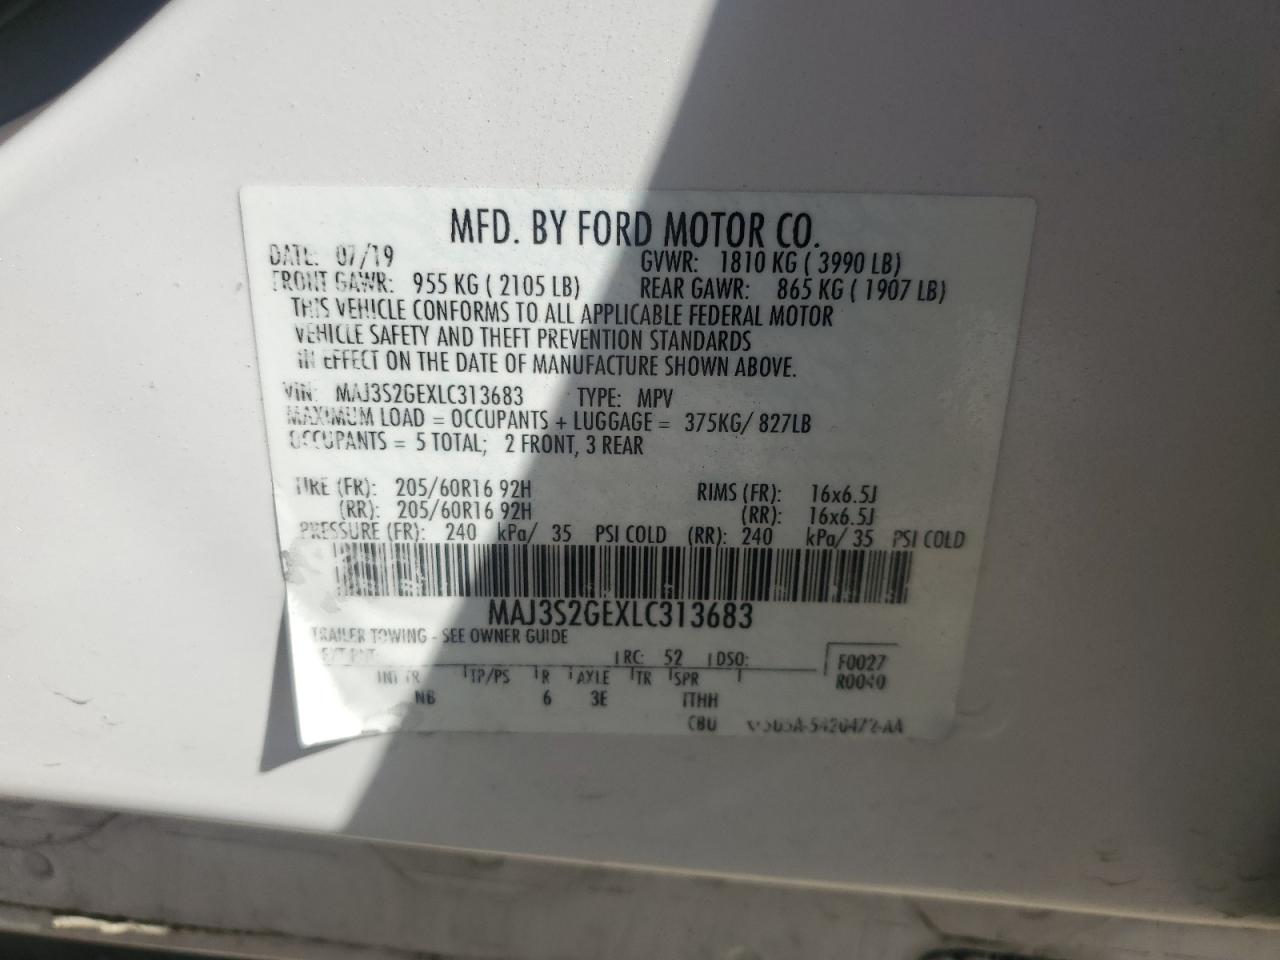 MFD. BY FORD MOTOR CO.
DATE: 07/19 GVWR: 1810 KG ( 3990 LB)
FRONT GAWR: 955 KG ( 2105 LB) REAR GAWR: 865 KG ( 1907 LB)
THIS VEHICLE CONFORMS TO ALL APPLICABLE FEDERAL MOTOR
VEHICLE SAFETY AND THEFT PREVENTION STANDARDS
IN EFFECT ON THE DATE OF MANUFACTURE SHOWN ABOVE.
VIN: MAJ3S2GEXLC313683 TYPE: MPV
MAXIMUM LOAD = OCCUPANTS + LUGGAGE = 375KG/ 827LB
OCCUPANTS = 5 TOTAL; 2 FRONT, 3 REAR
TIRE (FR): 205/60R16 92H RIMS (FR): 16x6.5J
(RR): 205/60R16 92H (RR): 16x6.5J
PRESSURE (FR): 240 kPa/ 35 PSI COLD (RR): 240 kPa/ 35 PSI COLD
MAJ3S2GEXLC313683
TRAILER TOWING - SEE OWNER GUIDE
EXT PNT: RC: 52 DSO: F0027
INT TR TP/PS R AXLE TR SPR R0040
NB 6 3E ITHH
CBU